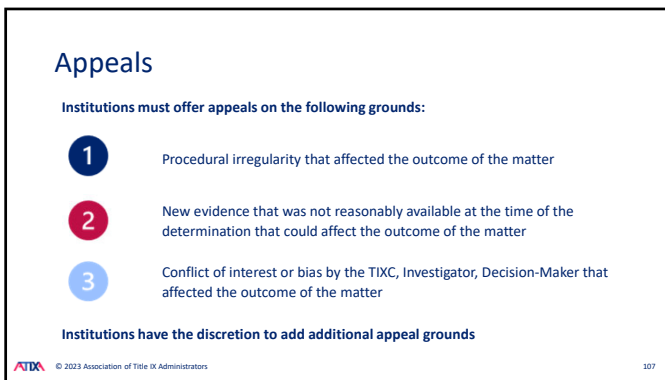 Appeals
Institutions must offer appeals on the following grounds:
1
Procedural irregularity that affected the outcome of the matter
2
New evidence that was not reasonably available at the time of the
determination that could affect the outcome of the matter
3
Conflict of interest or bias by the TIXC, Investigator, Decision-Maker that
affected the outcome of the matter
Institutions have the discretion to add additional appeal grounds
ATIXA © 2023 Association of Title IX Administrators 107